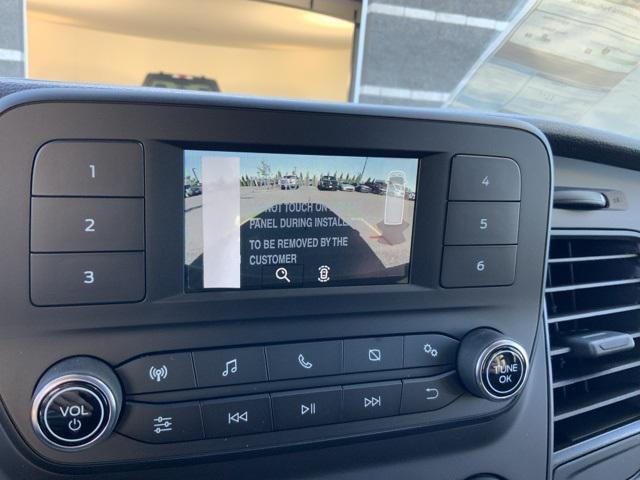 1
2
3
4
5
6
NOT TOUCH ON
PANEL DURING INSTALL
TO BE REMOVED BY THE
CUSTOMER
VOL
TUNE
OK